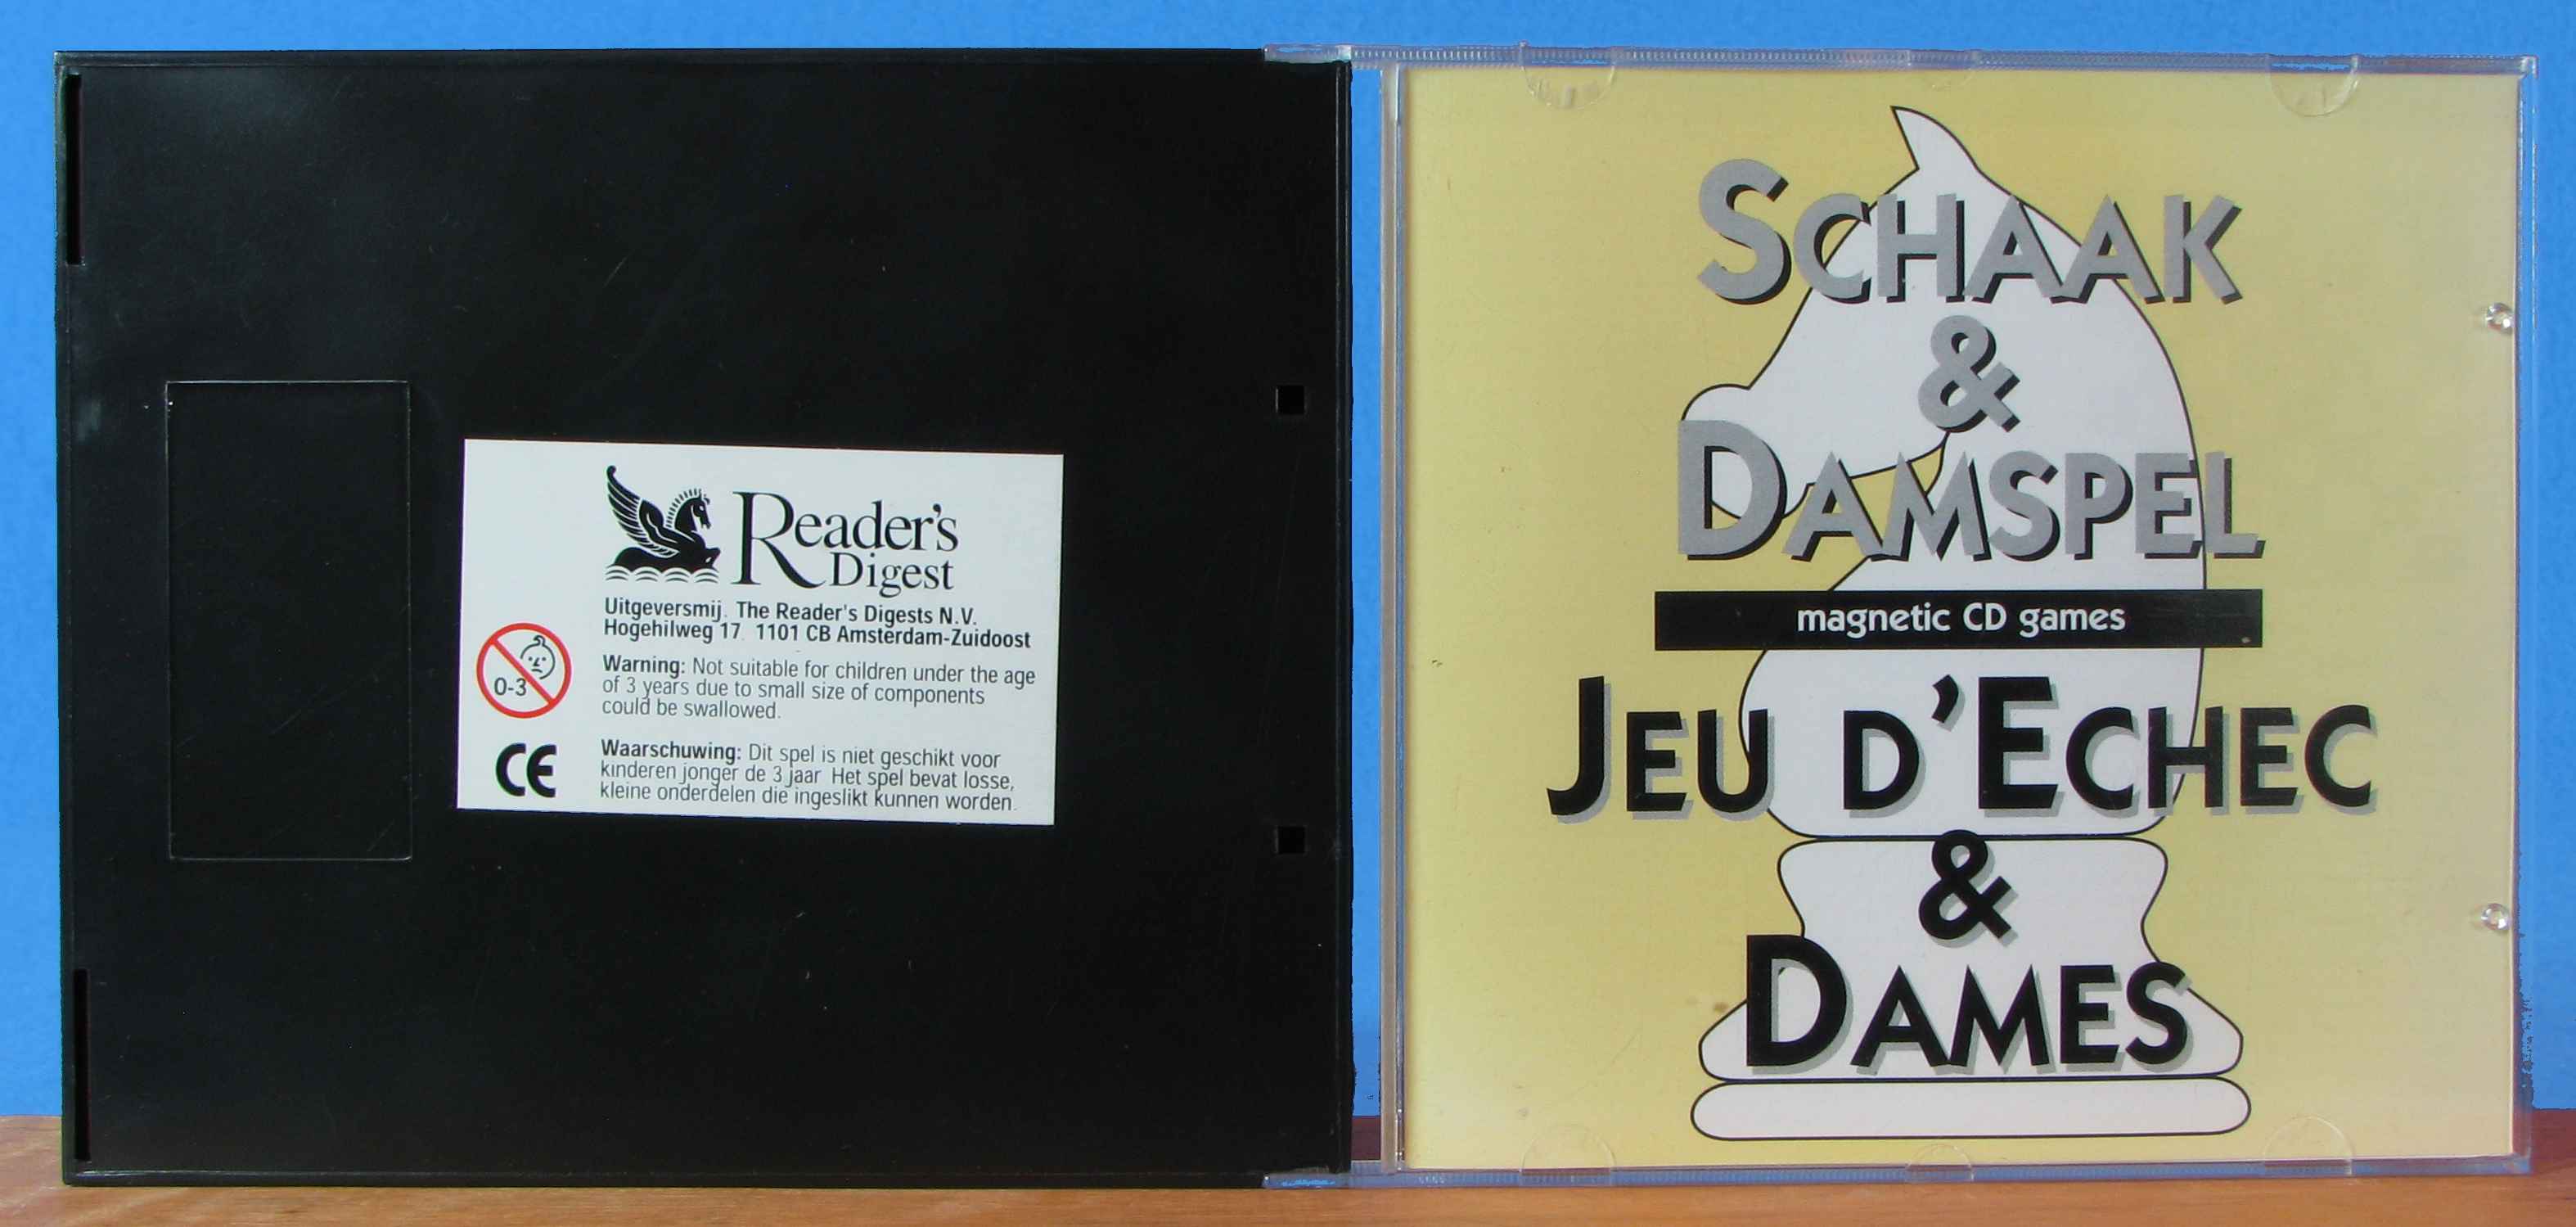 Reader's
Digest
Uitgeversmij. The Reader's Digests N.V.
Hogehilweg 17, 1101 CB Amsterdam-Zuidoost
0-3
Warning: Not suitable for children under the age
of 3 years due to small size of components
could be swallowed.
CE
Waarschuwing: Dit spel is niet geschikt voor
kinderen jonger de 3 jaar. Het spel bevat losse,
kleine onderdelen die ingeslikt kunnen worden.
SCHAAK
&
DAMSPEL
magnetic CD games
JEU D'ECHEC
&
DAMES